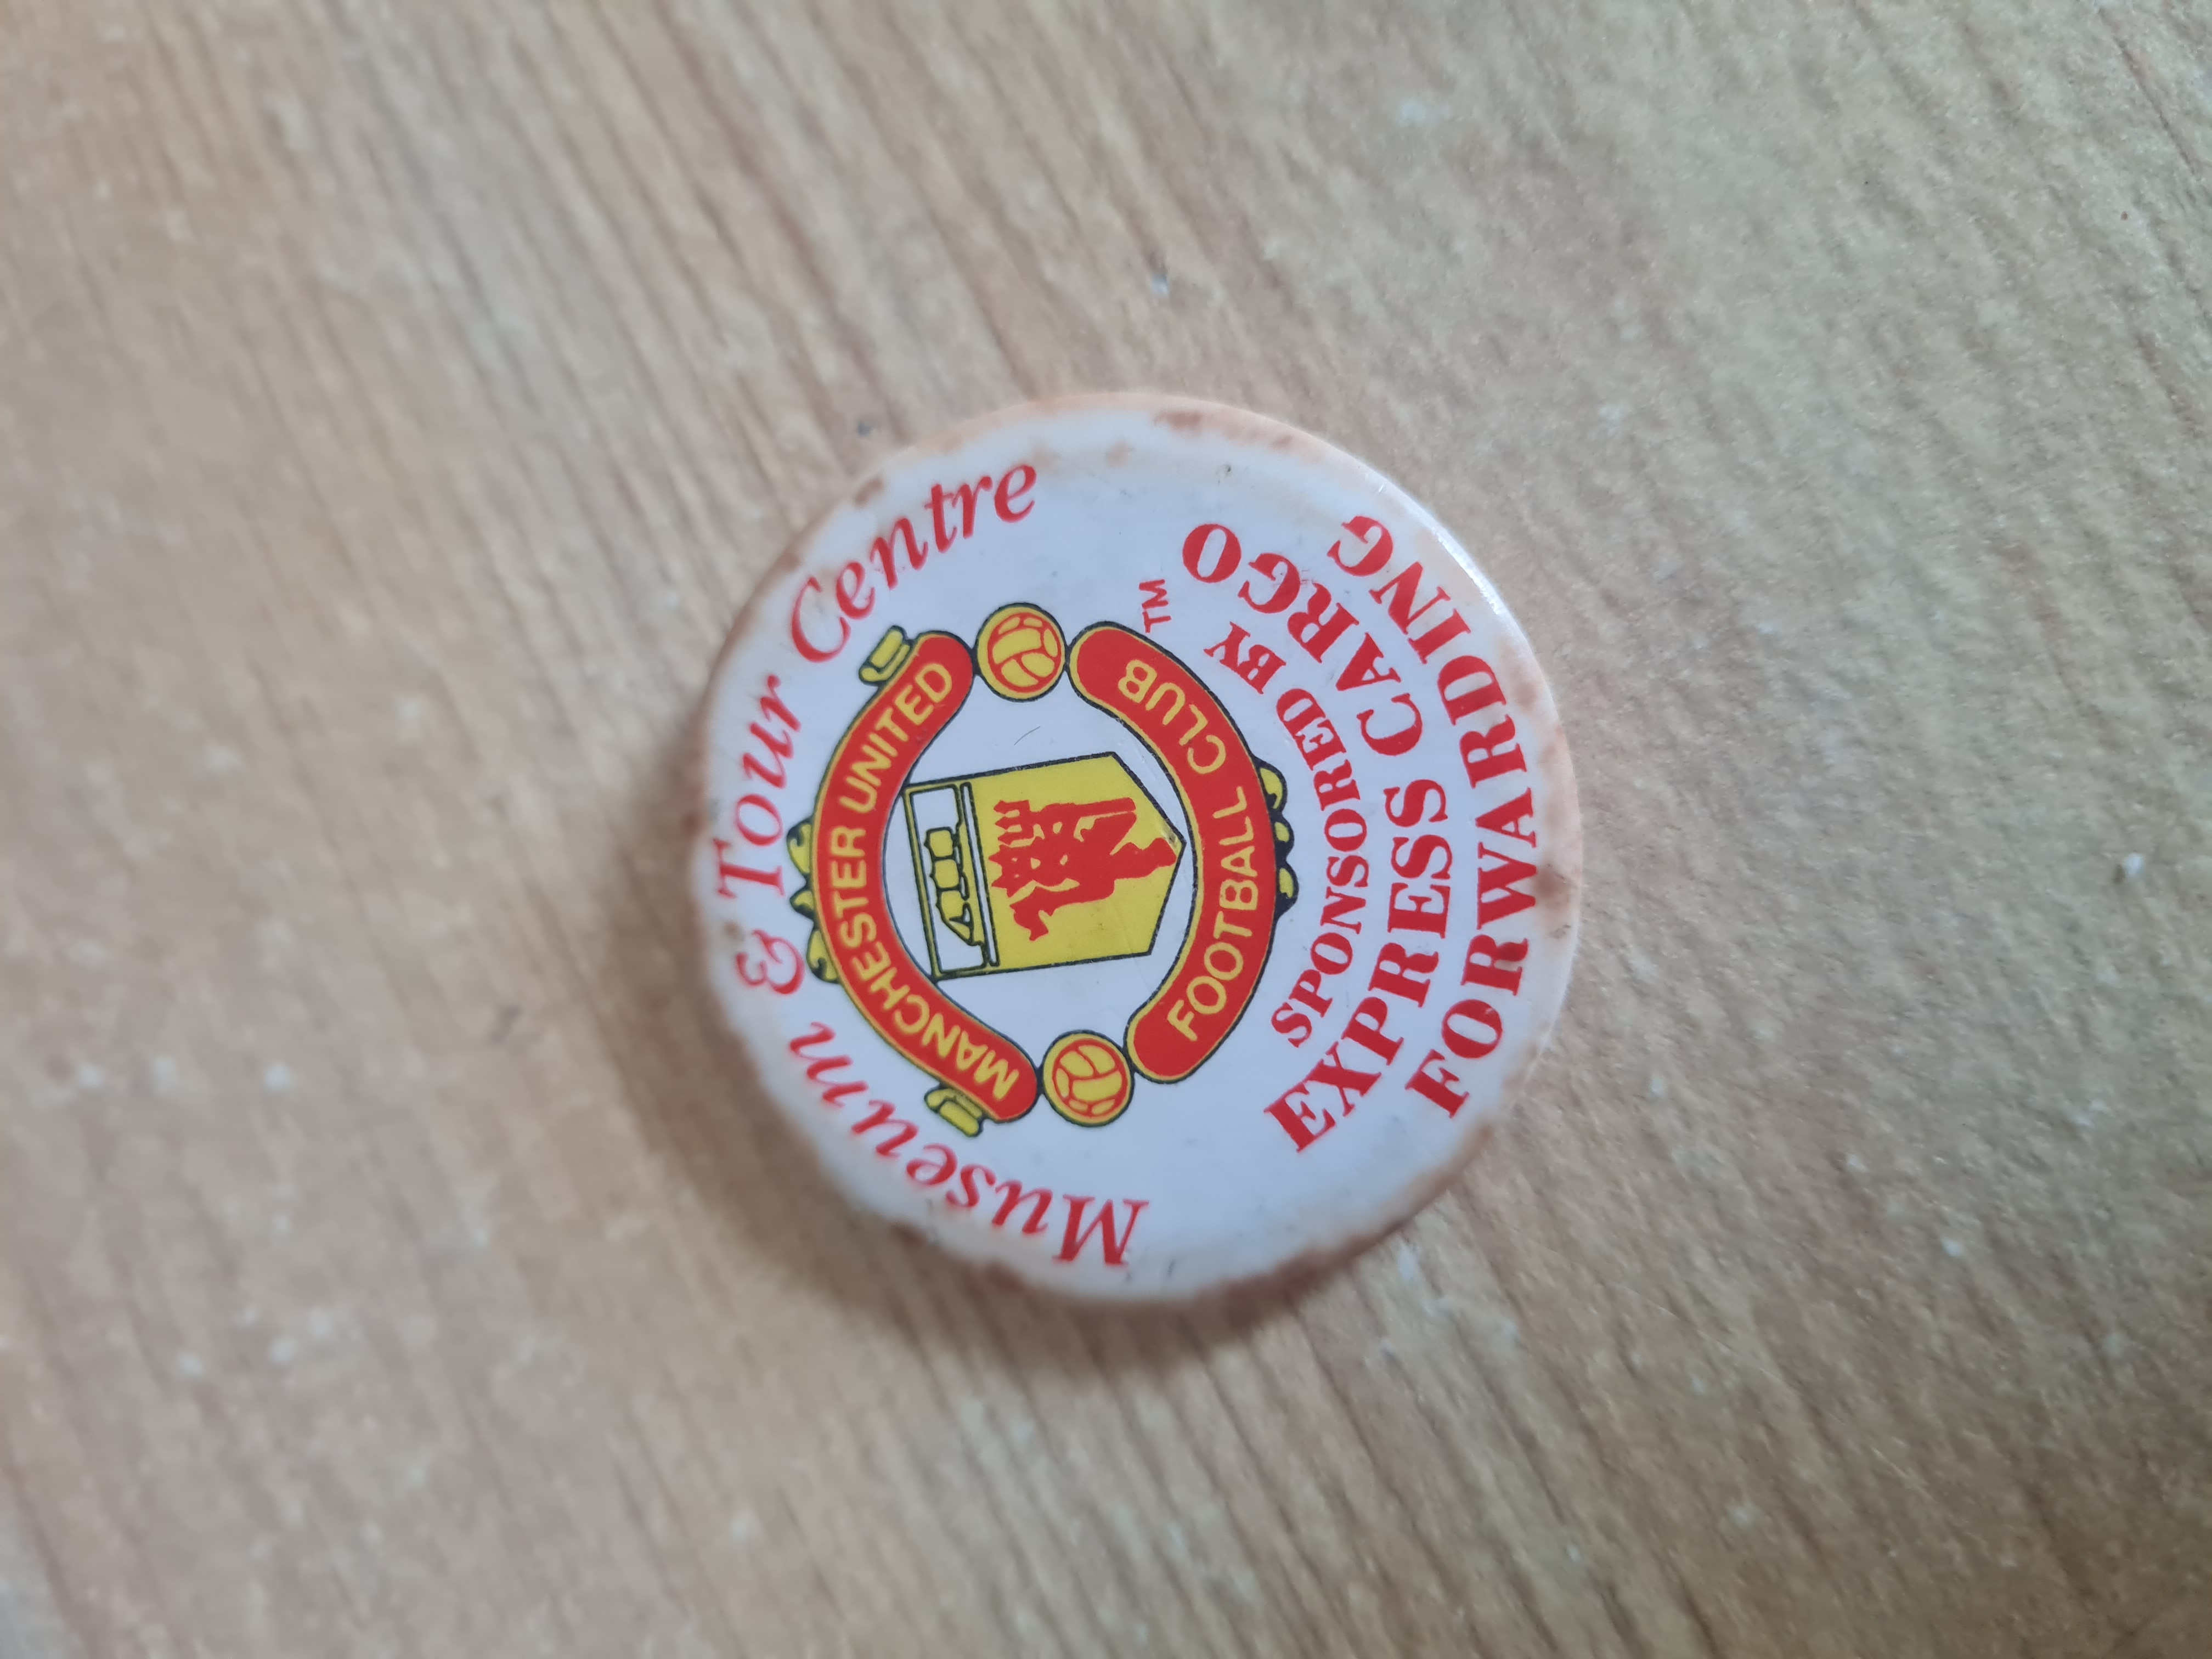 Museum & Tour Centre
MANCHESTER UNITED
FOOTBALL CLUB
TM
SPONSORED BY
EXPRESS CARGO
FORWARDING